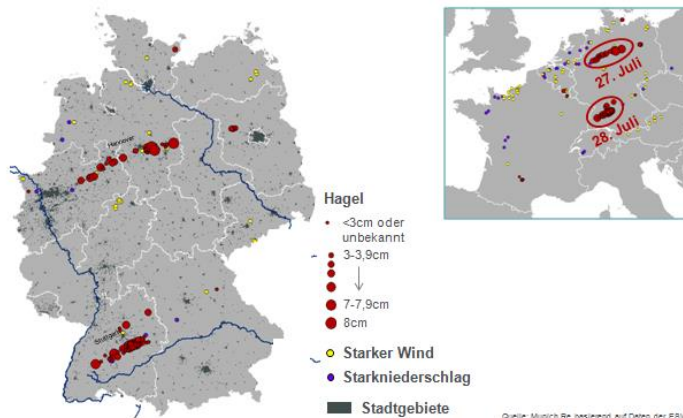 Hannover
Stuttgart
27. Juli
28. Juli
Hagel
<3cm oder
unbekannt
3-3,9cm
7-7,9cm
8cm
Starker Wind
Starkniederschlag
Stadtgebiete
Quelle: Munich Re basierend auf Daten der